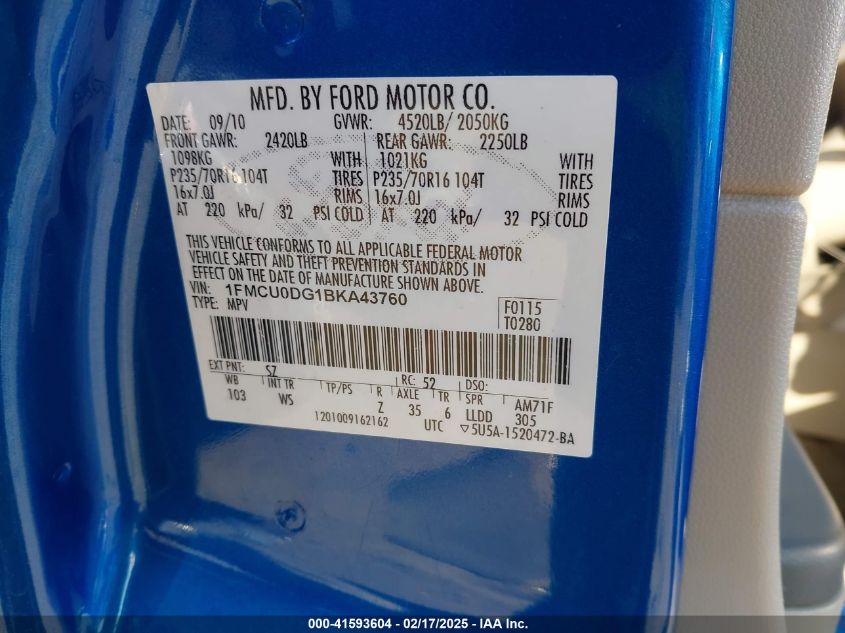 MFD. BY FORD MOTOR CO.
DATE: 09/10 GVWR: 4520LB/ 2050KG
FRONT GAWR: 2420LB REAR GAWR: 2250LB
1098KG WITH 1021KG WITH
P235/70R16 104T TIRES P235/70R16 104T TIRES
16x7.0J RIMS 16x7.0J RIMS
AT 220 kPa/ 32 PSI COLD AT 220 kPa/ 32 PSI COLD
THIS VEHICLE CONFORMS TO ALL APPLICABLE FEDERAL MOTOR
VEHICLE SAFETY AND THEFT PREVENTION STANDARDS IN
EFFECT ON THE DATE OF MANUFACTURE SHOWN ABOVE.
VIN: 1FMCU0DG1BKA43760
TYPE: MPV
F0115
T0280
EXT PNT: SZ RC: 52 DSO:
WB INT TR TP/PS R AXLE TR SPR AM71F
103 WS Z 35 6 LLDD 305
1201009162162 UTC ▽5U5A-1520472-BA
000-41593604 - 02/17/2025 - IAA Inc.